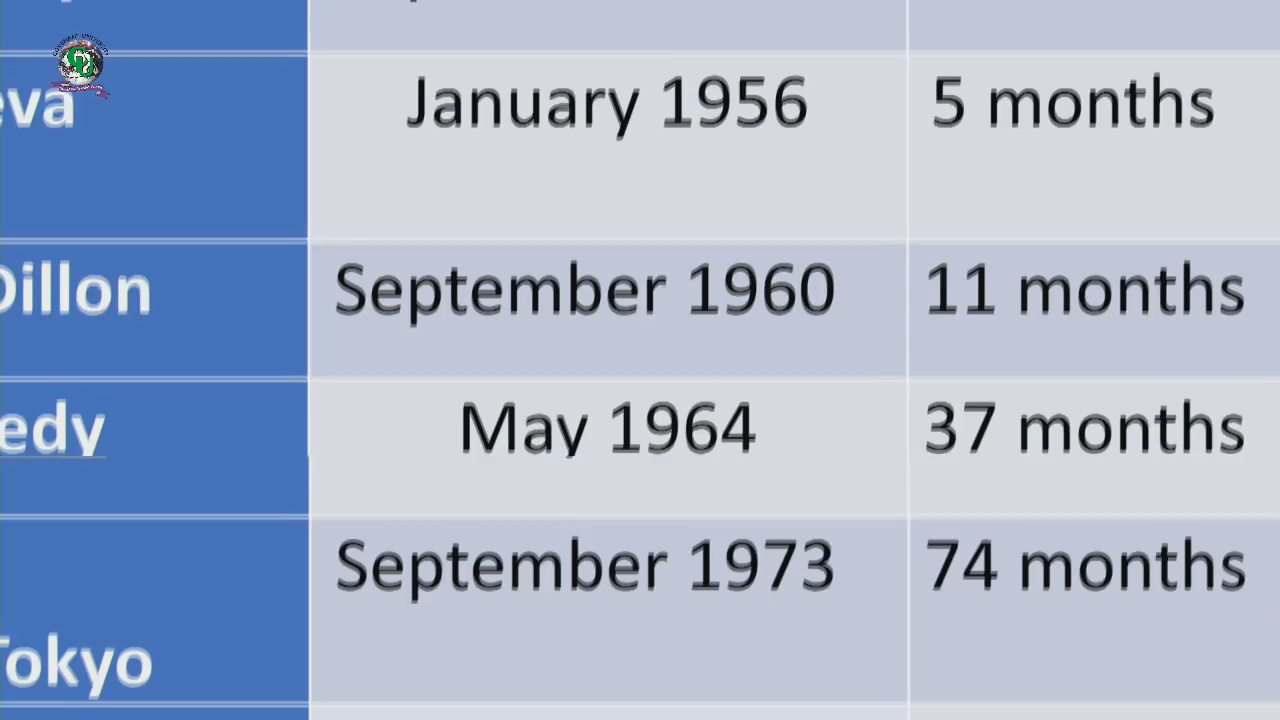 eva January 1956 5 months
Dillon September 1960 11 months
edy May 1964 37 months
September 1973 74 months
Tokyo